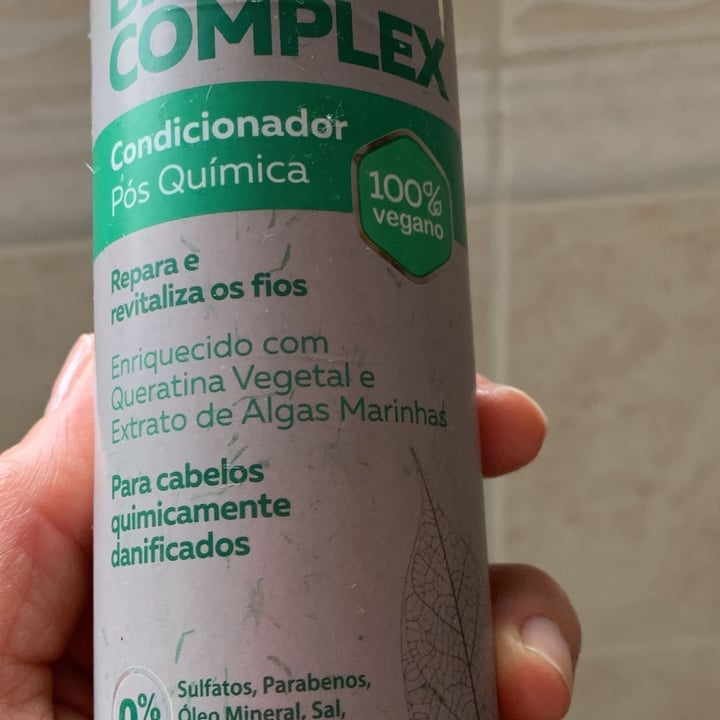 COMPLEX
Condicionador
Pós Química
100%
vegano
Repara e
revitaliza os fios
Enriquecido com
Queratina Vegetal e
Extrato de Algas Marinhas
Para cabelos
quimicamente
danificados
0%
Sulfatos, Parabenos,
Óleo Mineral, Sal,